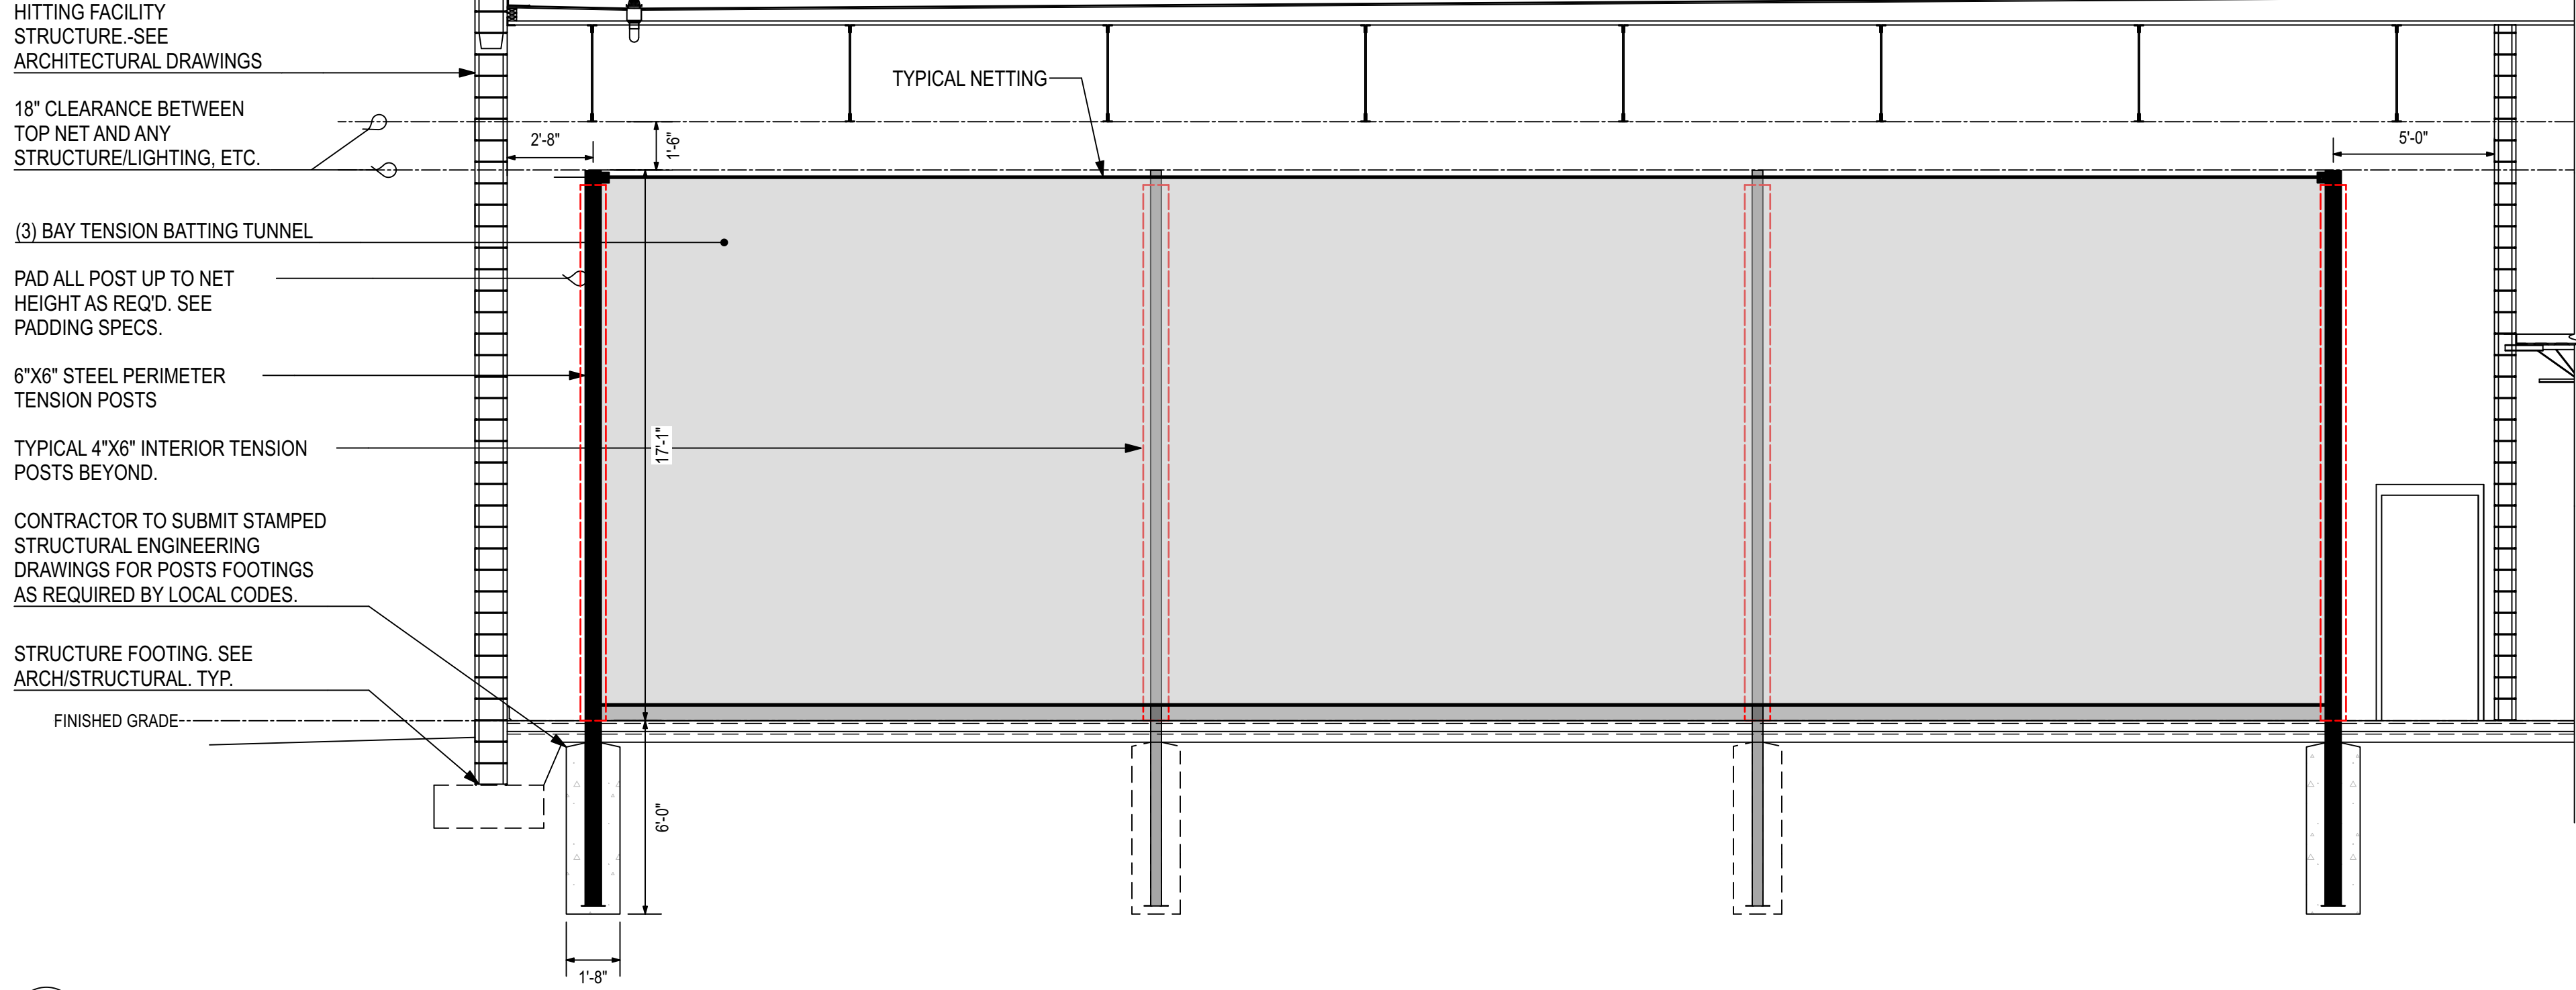 HITTING FACILITY
STRUCTURE.-SEE
ARCHITECTURAL DRAWINGS
18" CLEARANCE BETWEEN
TOP NET AND ANY
STRUCTURE/LIGHTING, ETC.
(3) BAY TENSION BATTING TUNNEL
PAD ALL POST UP TO NET
HEIGHT AS REQ'D. SEE
PADDING SPECS.
6"X6" STEEL PERIMETER
TENSION POSTS
TYPICAL 4"X6" INTERIOR TENSION
POSTS BEYOND.
CONTRACTOR TO SUBMIT STAMPED
STRUCTURAL ENGINEERING
DRAWINGS FOR POSTS FOOTINGS
AS REQUIRED BY LOCAL CODES.
STRUCTURE FOOTING. SEE
ARCH/STRUCTURAL. TYP.
FINISHED GRADE
TYPICAL NETTING
2'-8"
1'-6"
5'-0"
17'-1"
6'-0"
1'-8"